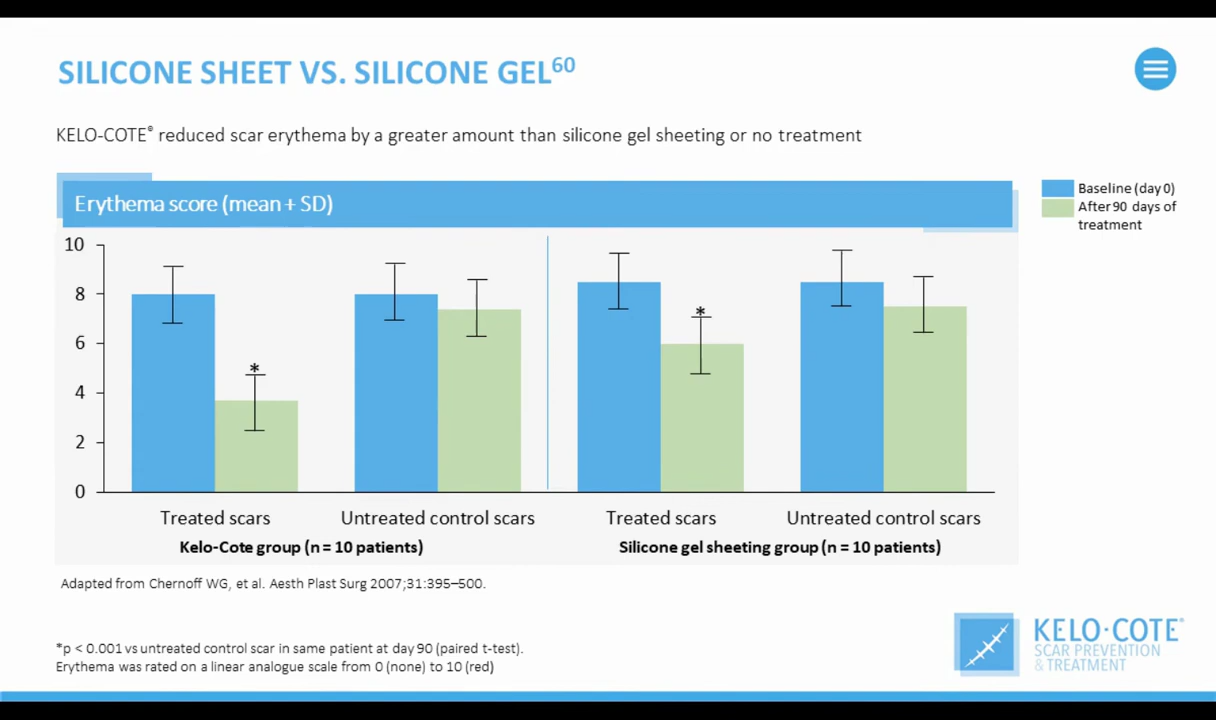 SILICONE SHEET VS. SILICONE GEL60
KELO-COTE® reduced scar erythema by a greater amount than silicone gel sheeting or no treatment
Erythema score (mean + SD)
Baseline (day 0)
After 90 days of
treatment
10
8
6
4
2
0
*
*
Treated scars
Untreated control scars
Treated scars
Untreated control scars
Kelo-Cote group (n = 10 patients)
Silicone gel sheeting group (n = 10 patients)
Adapted from Chernoff WG, et al. Aesth Plast Surg 2007;31:395–500.
*p < 0.001 vs untreated control scar in same patient at day 90 (paired t-test).
Erythema was rated on a linear analogue scale from 0 (none) to 10 (red)
KELO·COTE®
SCAR PREVENTION
& TREATMENT